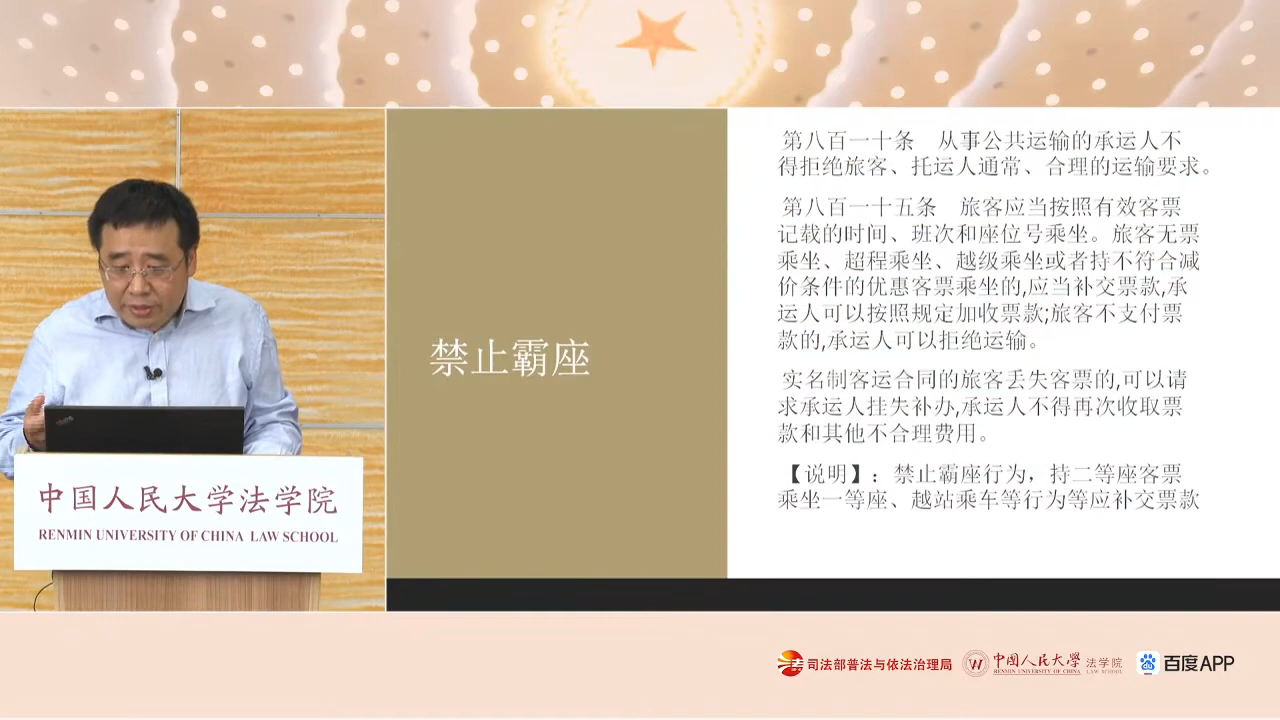 第八百一十条 从事公共运输的承运人不
得拒绝旅客、托运人通常、合理的运输要求。
第八百一十五条 旅客应当按照有效客票
记载的时间、班次和座位号乘坐。旅客无票
乘坐、超程乘坐、越级乘坐或者持不符合减
价条件的优惠客票乘坐的,应当补交票款,承
运人可以按照规定加收票款;旅客不支付票
款的,承运人可以拒绝运输。
实名制客运合同的旅客丢失客票的,可以请
求承运人挂失补办,承运人不得再次收取票
款和其他不合理费用。
【说明】：禁止霸座行为，持二等座客票
乘坐一等座、越站乘车等行为等应补交票款
禁止霸座
中国人民大学法学院
RENMIN UNIVERSITY OF CHINA LAW SCHOOL
司法部普法与依法治理局
中国人民大学 法学院
RENMIN UNIVERSITY OF CHINA LAW SCHOOL
百度APP